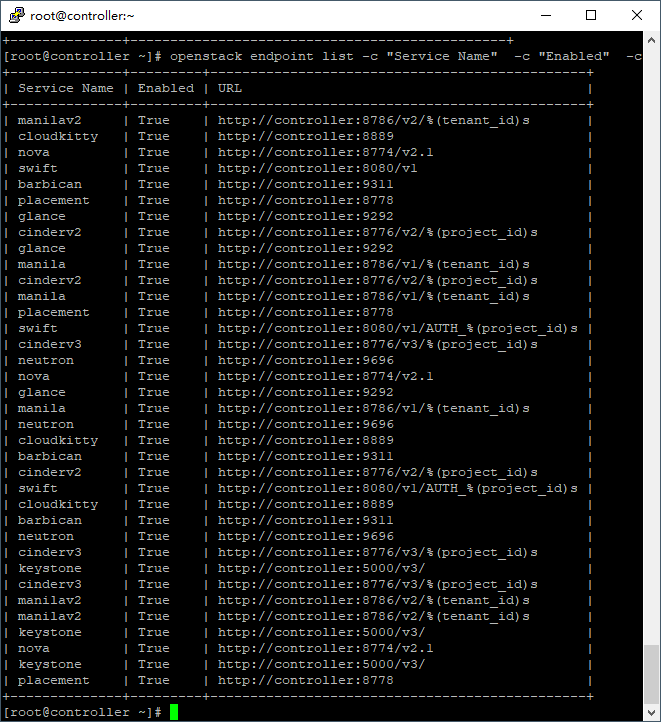 root@controller:~
+--------------+-----------------------------------------------+
[root@controller ~]# openstack endpoint list -c "Service Name"  -c "Enabled"  -c
+--------------+---------+-----------------------------------------------+
| Service Name | Enabled | URL                                           |
+--------------+---------+-----------------------------------------------+
| manilav2     | True    | http://controller:8786/v2/%(tenant_id)s       |
| cloudkitty   | True    | http://controller:8889                        |
| nova         | True    | http://controller:8774/v2.1                   |
| swift        | True    | http://controller:8080/v1                     |
| barbican     | True    | http://controller:9311                        |
| placement    | True    | http://controller:8778                        |
| glance       | True    | http://controller:9292                        |
| cinderv2     | True    | http://controller:8776/v2/%(project_id)s      |
| glance       | True    | http://controller:9292                        |
| manila       | True    | http://controller:8786/v1/%(tenant_id)s       |
| cinderv2     | True    | http://controller:8776/v2/%(project_id)s      |
| manila       | True    | http://controller:8786/v1/%(tenant_id)s       |
| placement    | True    | http://controller:8778                        |
| swift        | True    | http://controller:8080/v1/AUTH_%(project_id)s |
| cinderv3     | True    | http://controller:8776/v3/%(project_id)s      |
| neutron      | True    | http://controller:9696                        |
| nova         | True    | http://controller:8774/v2.1                   |
| glance       | True    | http://controller:9292                        |
| manila       | True    | http://controller:8786/v1/%(tenant_id)s       |
| neutron      | True    | http://controller:9696                        |
| cloudkitty   | True    | http://controller:8889                        |
| barbican     | True    | http://controller:9311                        |
| cinderv2     | True    | http://controller:8776/v2/%(project_id)s      |
| swift        | True    | http://controller:8080/v1/AUTH_%(project_id)s |
| cloudkitty   | True    | http://controller:8889                        |
| barbican     | True    | http://controller:9311                        |
| neutron      | True    | http://controller:9696                        |
| cinderv3     | True    | http://controller:8776/v3/%(project_id)s      |
| keystone     | True    | http://controller:5000/v3/                    |
| cinderv3     | True    | http://controller:8776/v3/%(project_id)s      |
| manilav2     | True    | http://controller:8786/v2/%(tenant_id)s       |
| manilav2     | True    | http://controller:8786/v2/%(tenant_id)s       |
| keystone     | True    | http://controller:5000/v3/                    |
| nova         | True    | http://controller:8774/v2.1                   |
| keystone     | True    | http://controller:5000/v3/                    |
| placement    | True    | http://controller:8778                        |
+--------------+---------+-----------------------------------------------+
[root@controller ~]#